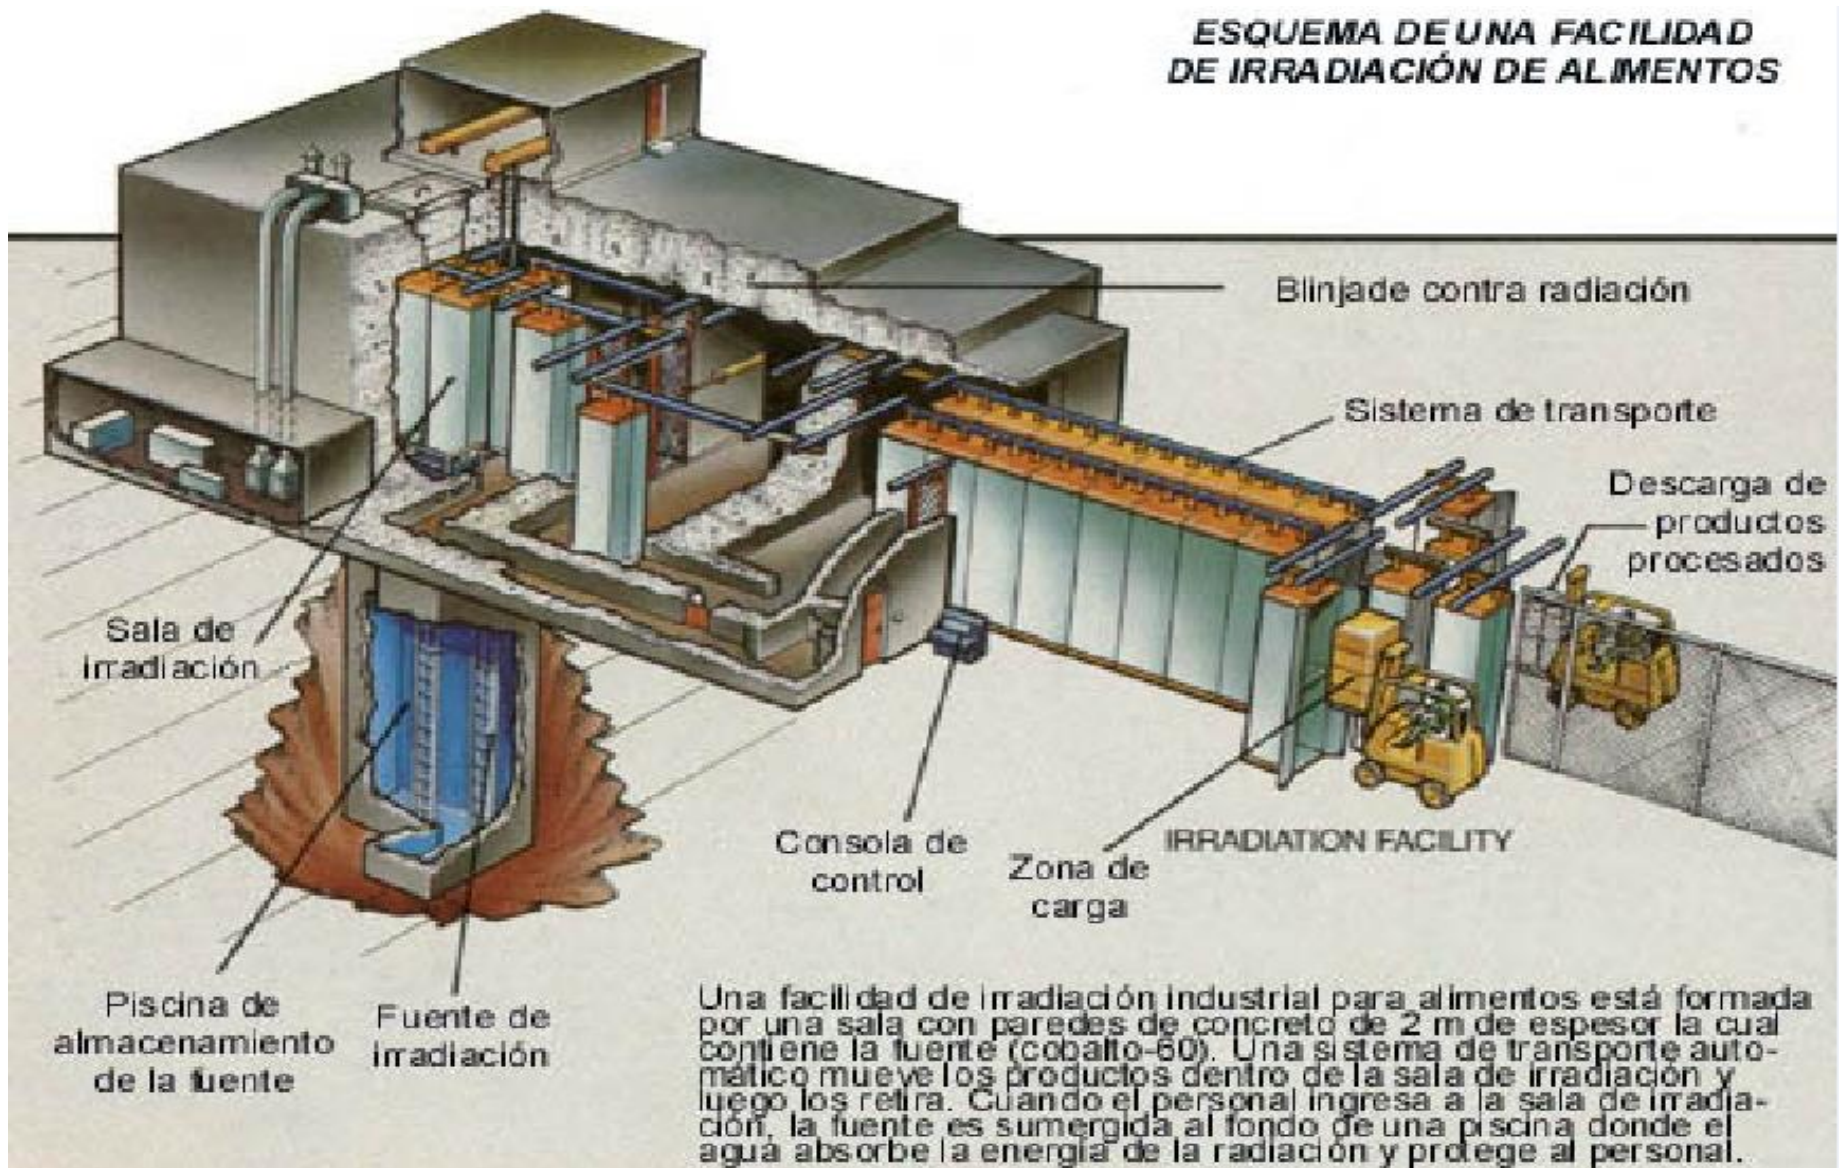 ESQUEMA DE UNA FACILIDAD
DE IRRADIACIÓN DE ALIMENTOS
Blinjade contra radiación
Sistema de transporte
Descarga de
productos
procesados
Sala de
irradiación
Consola de
control
Zona de
carga
IRRADIATION FACILITY
Piscina de
almacenamiento
de la fuente
Fuente de
irradiación
Una facilidad de irradiación industrial para alimentos está formada
por una sala con paredes de concreto de 2 m de espesor la cual
contiene la fuente (cobalto-60). Una sistema de transporte auto-
mático mueve los productos dentro de la sala de irradiación y
luego los retira. Cuando el personal ingresa a la sala de irradia-
ción, la fuente es sumergida al fondo de una piscina donde el
agua absorbe la energía de la radiación y protege al personal.